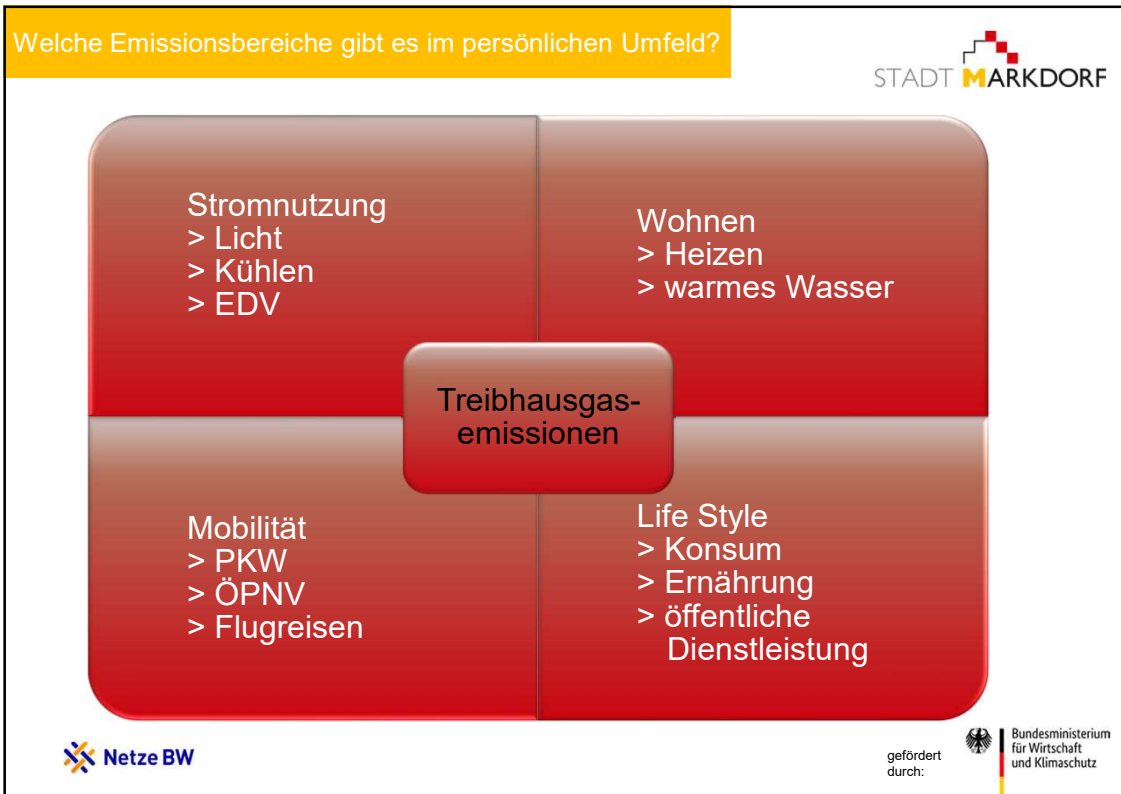 Welche Emissionsbereiche gibt es im persönlichen Umfeld?
STADT MARKDORF
Stromnutzung
> Licht
> Kühlen
> EDV
Wohnen
> Heizen
> warmes Wasser
Treibhausgas-
emissionen
Mobilität
> PKW
> ÖPNV
> Flugreisen
Life Style
> Konsum
> Ernährung
> öffentliche
Dienstleistung
Netze BW
gefördert
durch:
Bundesministerium
für Wirtschaft
und Klimaschutz